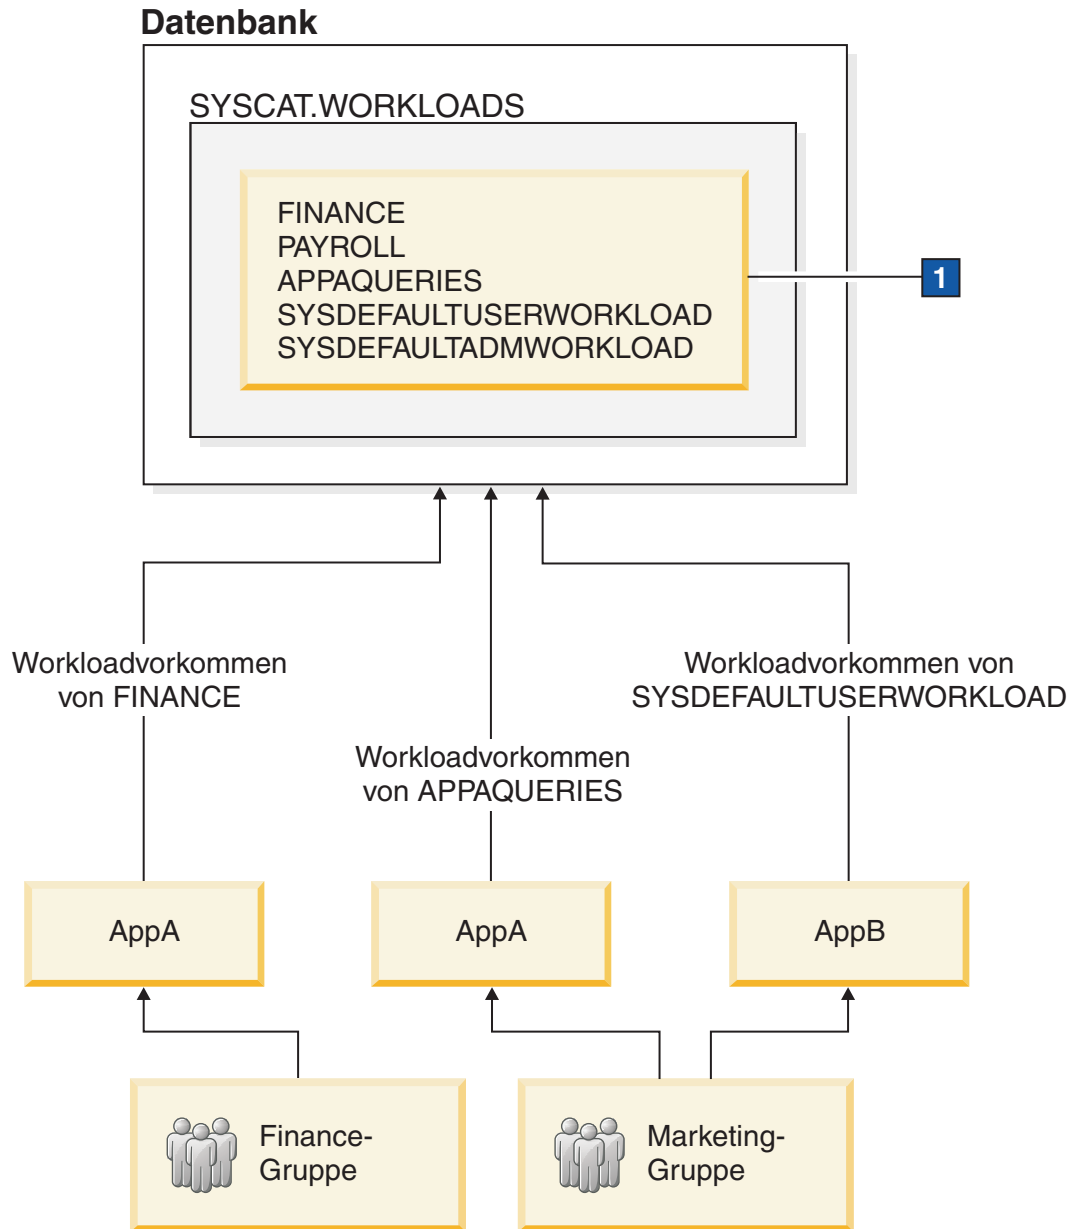 Datenbank
SYSCAT.WORKLOADS
FINANCE
PAYROLL
APPAQUERIES
SYSDEFAULTUSERWORKLOAD
SYSDEFAULTADMWORKLOAD
1
Workloadvorkommen
von FINANCE
Workloadvorkommen von
SYSDEFAULTUSERWORKLOAD
Workloadvorkommen
von APPAQUERIES
AppA
AppA
AppB
Finance-
Gruppe
Marketing-
Gruppe